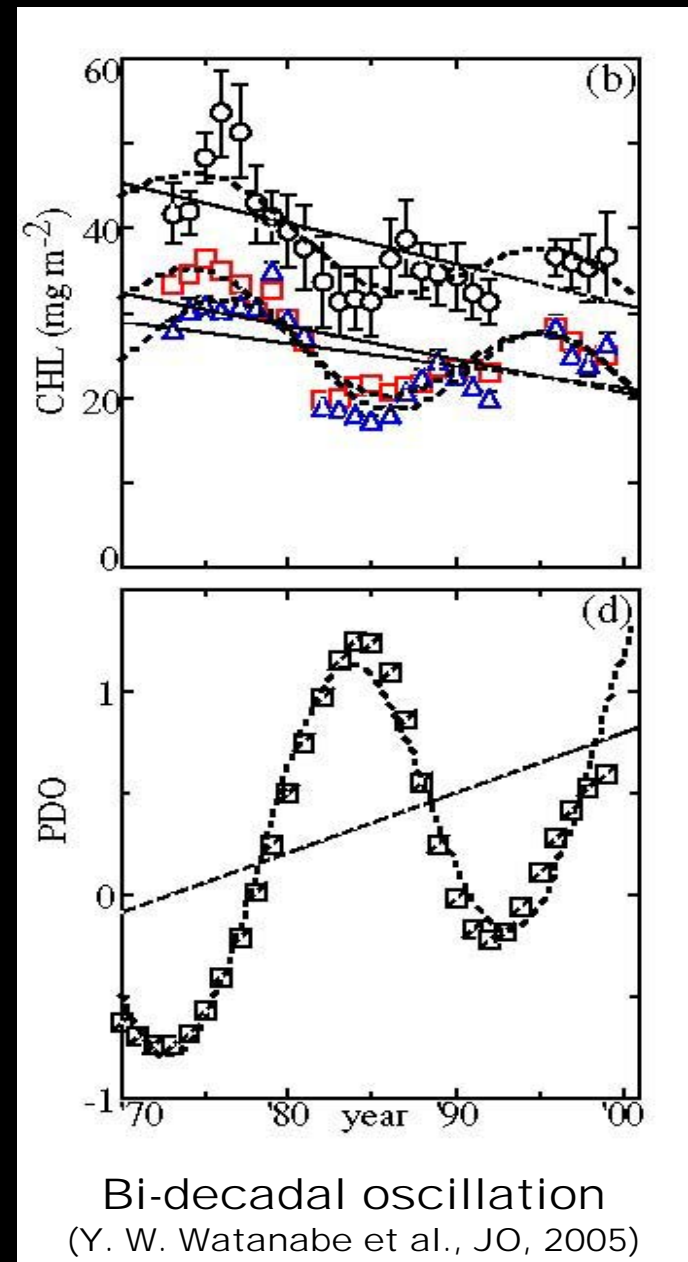 (b)
60
40
20
0
CHL (mg m⁻²)
(d)
1
0
-1
PDO
'70 '80 year '90 '00
Bi-decadal oscillation
(Y. W. Watanabe et al., JO, 2005)